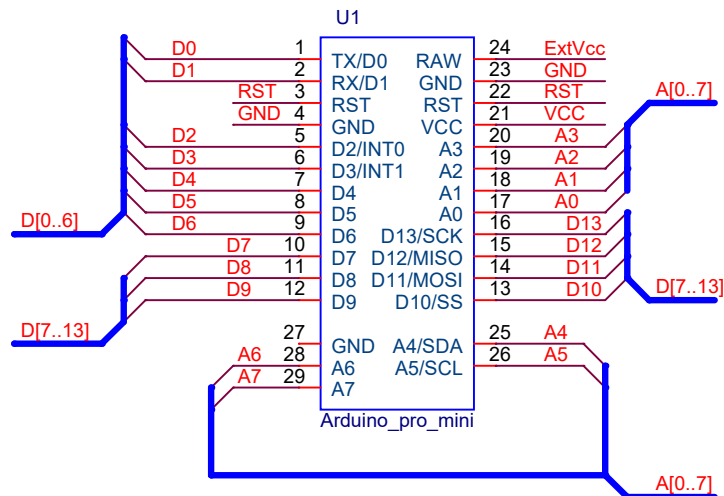 U1
D0 1 TX/D0 RAW 24 ExtVcc
D1 2 RX/D1 GND 23 GND
RST 3 RST RST 22 RST
GND 4 GND VCC 21 VCC
A[0..7]
D2 5 D2/INT0 A3 20 A3
D3 6 D3/INT1 A2 19 A2
D4 7 D4 A1 18 A1
D5 8 D5 A0 17 A0
D[0..6] D6 9 D6 D13/SCK 16 D13
D7 10 D7 D12/MISO 15 D12
D8 11 D8 D11/MOSI 14 D11
D9 12 D9 D10/SS 13 D10 D[7..13]
D[7..13]
27 GND A4/SDA 25 A4
A6 28 A6 A5/SCL 26 A5
A7 29 A7
Arduino_pro_mini
A[0..7]